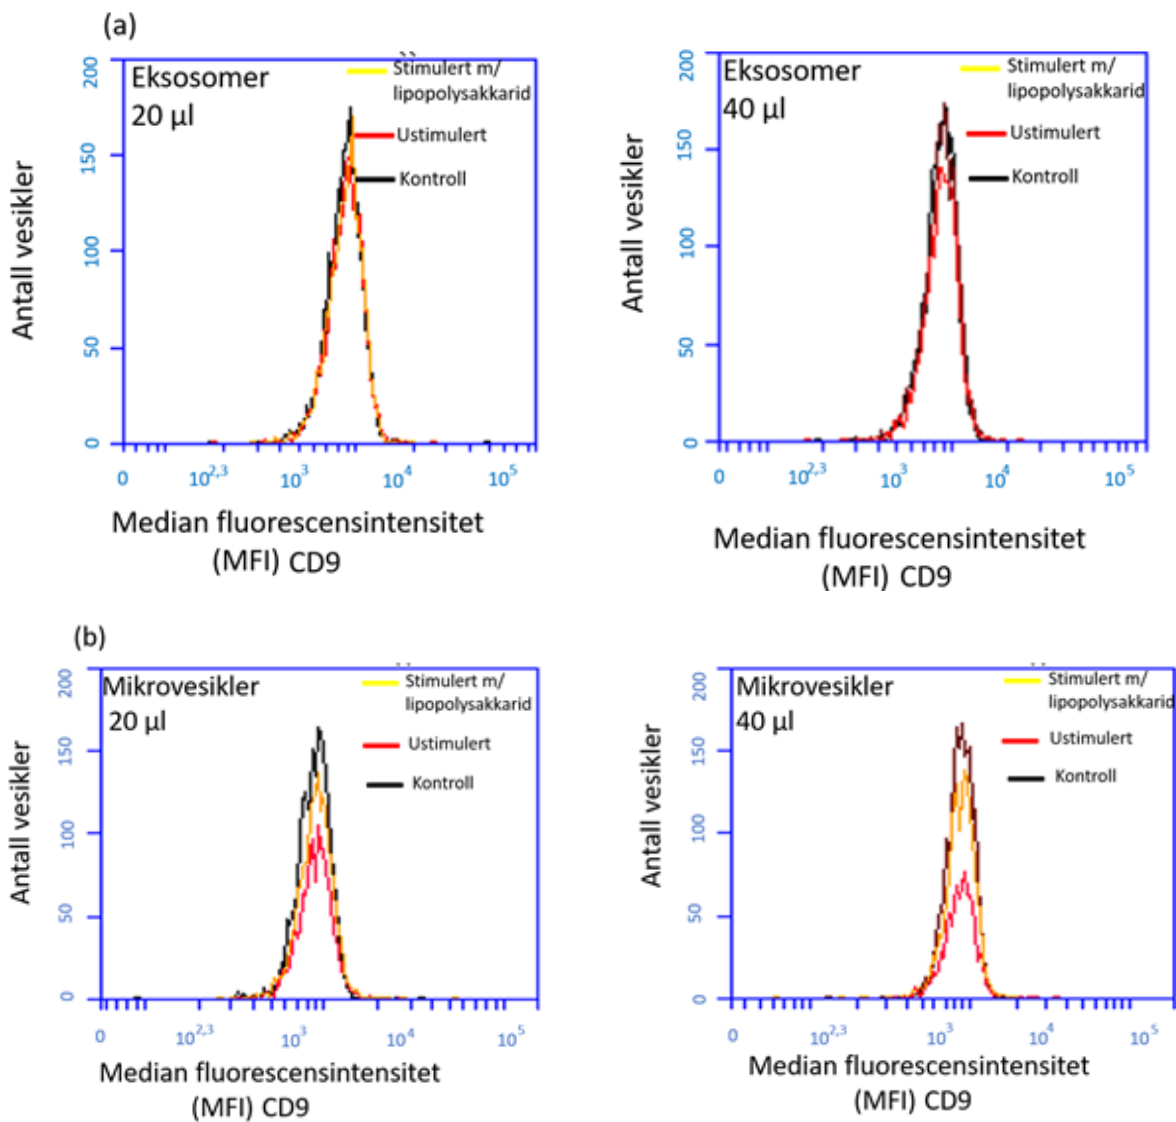 (a)
Eksosomer
20 µl
Stimulert m/
lipopolysakkarid
Ustimulert
Kontroll
Antall vesikler
200
150
100
50
0
0 10^2,3 10^3 10^4 10^5
Median fluorescensintensitet
(MFI) CD9
Eksosomer
40 µl
Stimulert m/
lipopolysakkarid
Ustimulert
Kontroll
Antall vesikler
200
150
100
50
0
0 10^2,3 10^3 10^4 10^5
Median fluorescensintensitet
(MFI) CD9
(b)
Mikrovesikler
20 µl
Stimulert m/
lipopolysakkarid
Ustimulert
Kontroll
Antall vesikler
200
150
100
50
0
0 10^2,3 10^3 10^4 10^5
Median fluorescensintensitet
(MFI) CD9
Mikrovesikler
40 µl
Stimulert m/
lipopolysakkarid
Ustimulert
Kontroll
Antall vesikler
200
150
100
50
0
0 10^2,3 10^3 10^4 10^5
Median fluorescensintensitet
(MFI) CD9